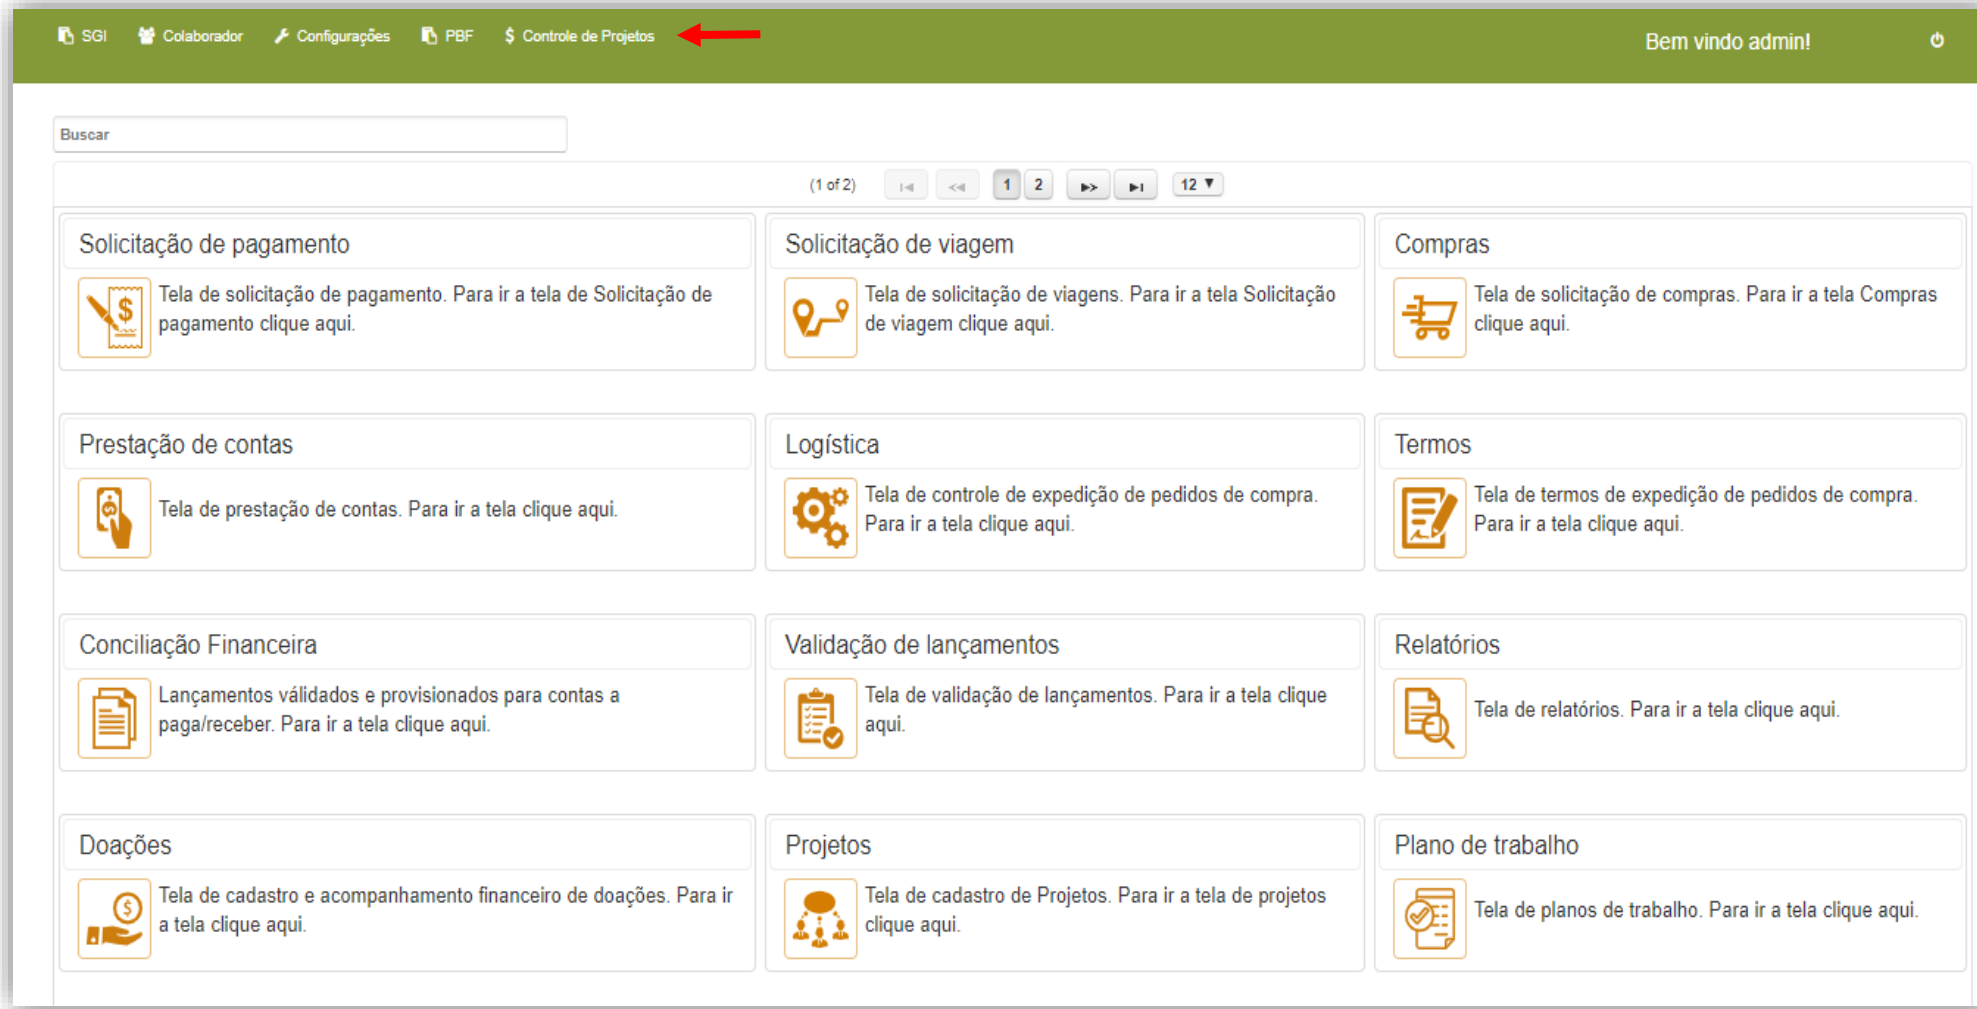 SGI Colaborador Configurações PBF $ Controle de Projetos
Bem vindo admin!
Buscar
(1 of 2) 1 2 12
Solicitação de pagamento
Tela de solicitação de pagamento. Para ir a tela de Solicitação de
pagamento clique aqui.
Solicitação de viagem
Tela de solicitação de viagens. Para ir a tela Solicitação
de viagem clique aqui.
Compras
Tela de solicitação de compras. Para ir a tela Compras
clique aqui.
Prestação de contas
Tela de prestação de contas. Para ir a tela clique aqui.
Logística
Tela de controle de expedição de pedidos de compra.
Para ir a tela clique aqui.
Termos
Tela de termos de expedição de pedidos de compra.
Para ir a tela clique aqui.
Conciliação Financeira
Lançamentos válidados e provisionados para contas a
paga/receber. Para ir a tela clique aqui.
Validação de lançamentos
Tela de validação de lançamentos. Para ir a tela clique
aqui.
Relatórios
Tela de relatórios. Para ir a tela clique aqui.
Doações
Tela de cadastro e acompanhamento financeiro de doações. Para ir
a tela clique aqui.
Projetos
Tela de cadastro de Projetos. Para ir a tela de projetos
clique aqui.
Plano de trabalho
Tela de planos de trabalho. Para ir a tela clique aqui.